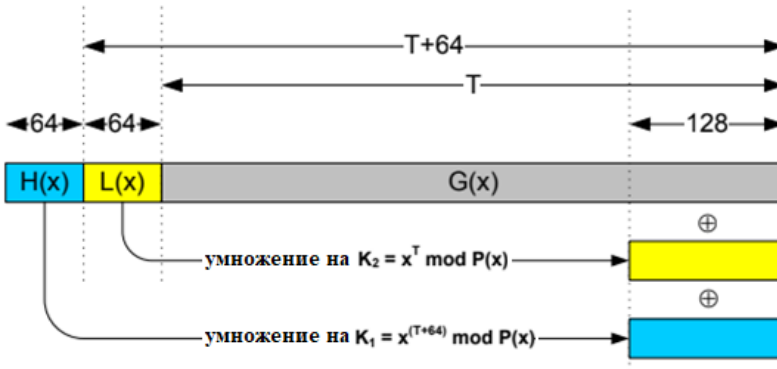 T+64
T
64 64 128
H(x) L(x) G(x)
⊕
умножение на K₂ = x^T mod P(x)
⊕
умножение на K₁ = x^(T+64) mod P(x)